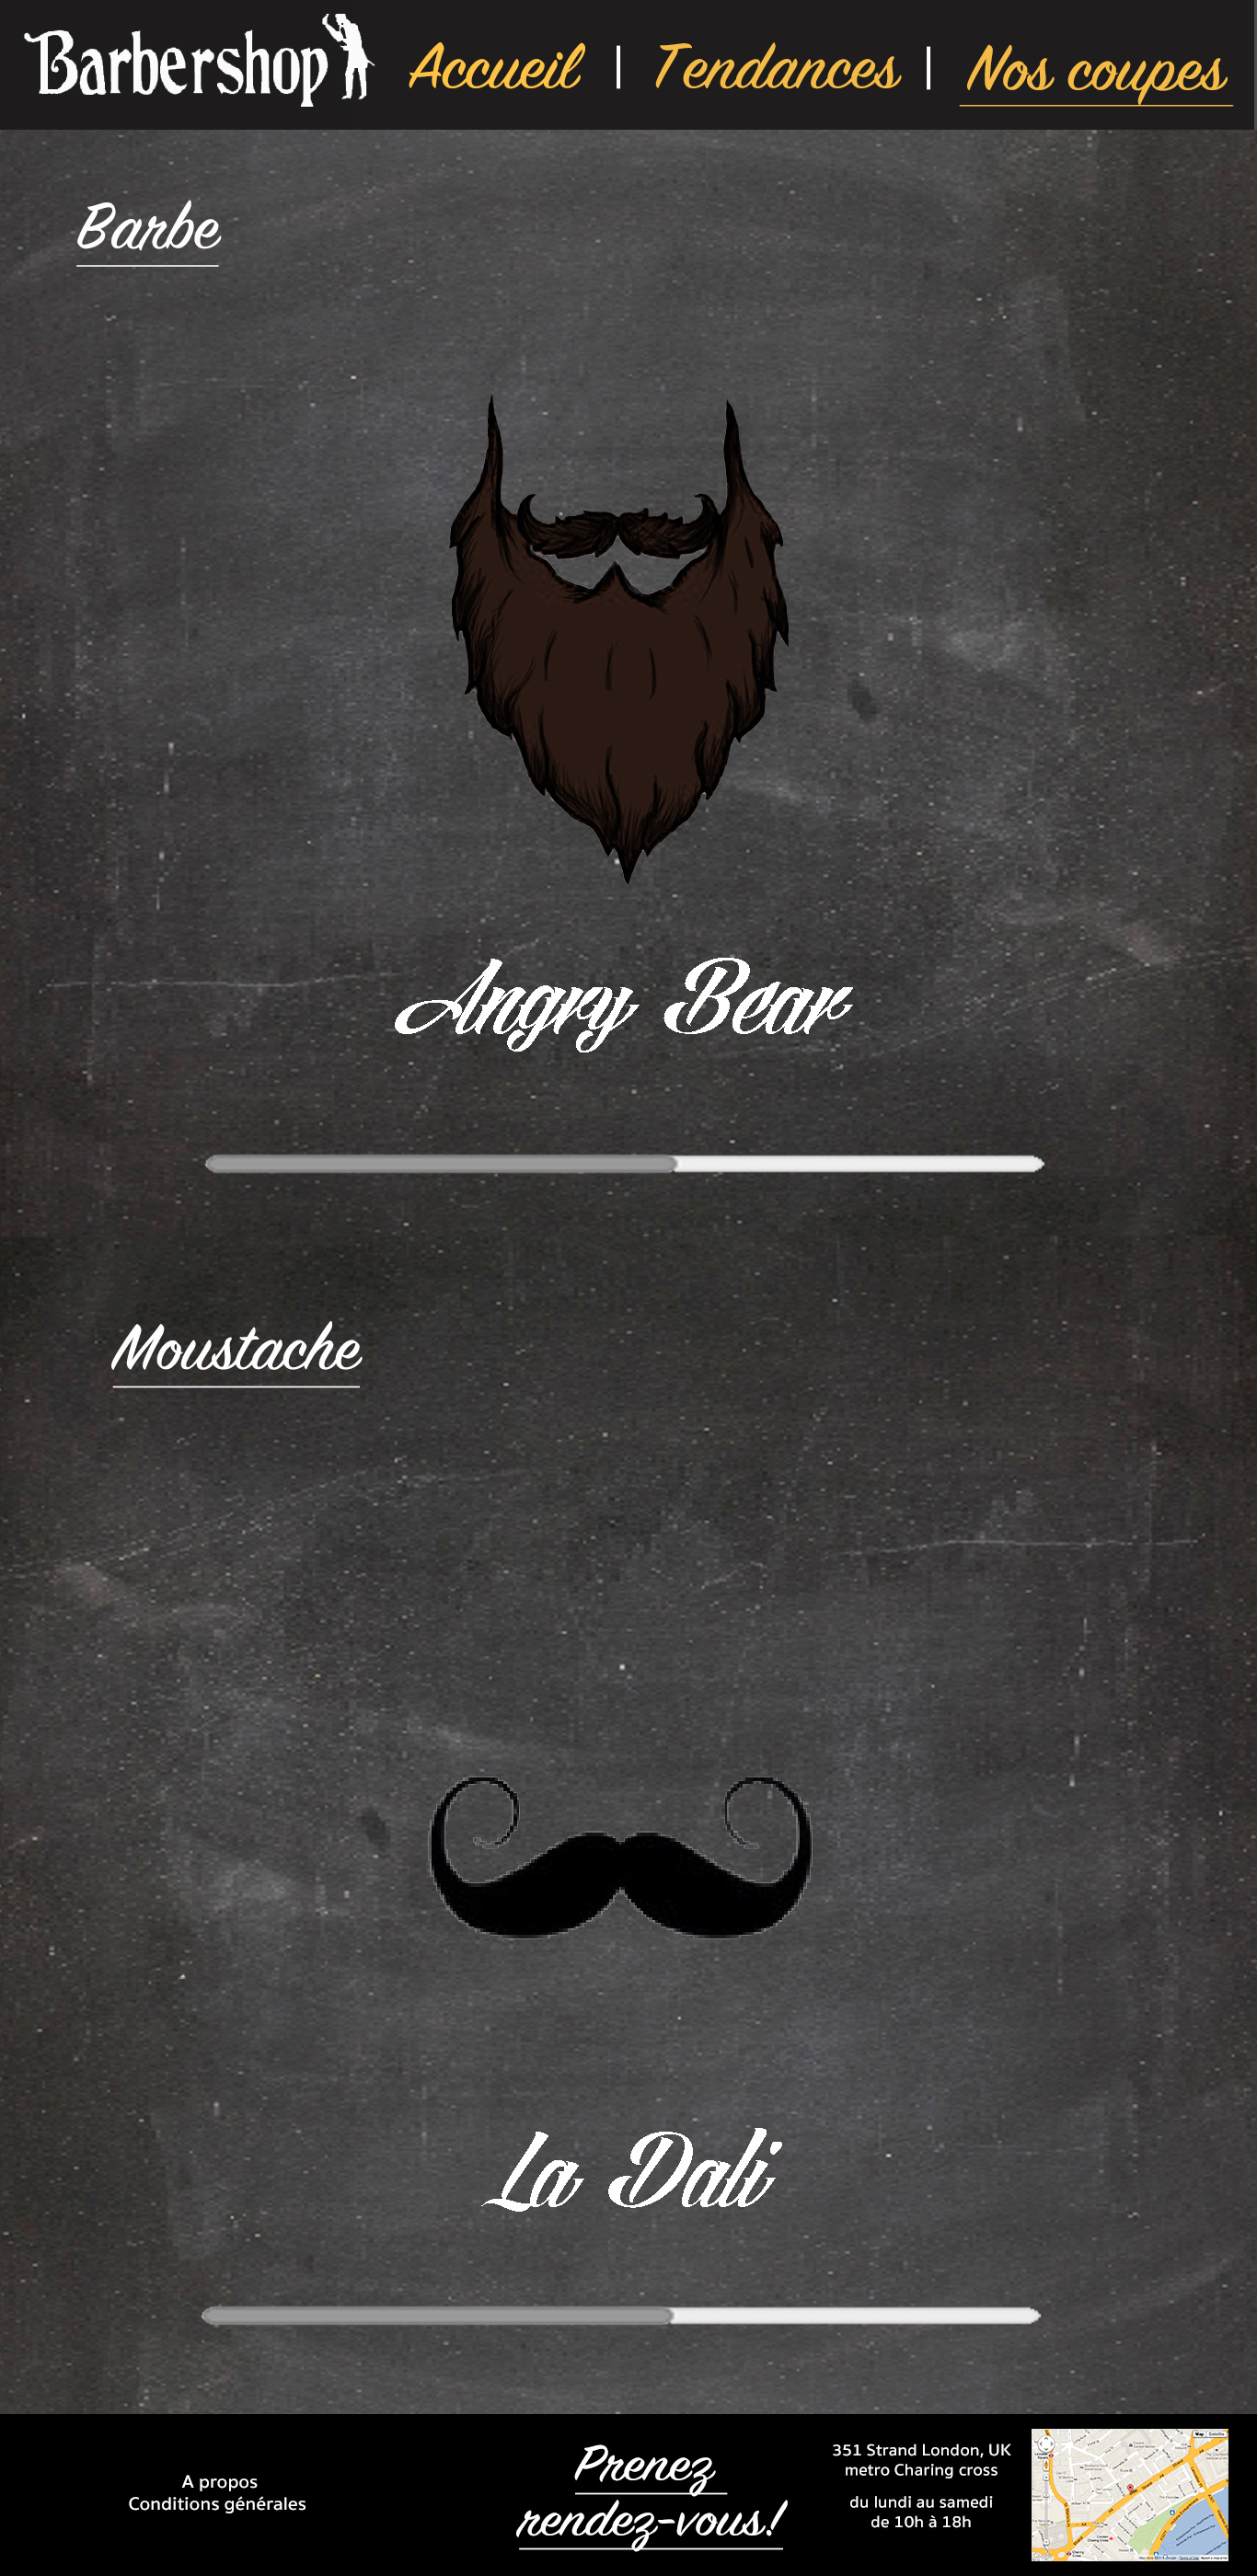 Barbershop
Accueil | Tendances | Nos coupes
Barbe
Angry Bear
Moustache
La Dali
A propos
Conditions générales
Prenez
rendez-vous!
351 Strand London, UK
metro Charing cross
du lundi au samedi
de 10h à 18h